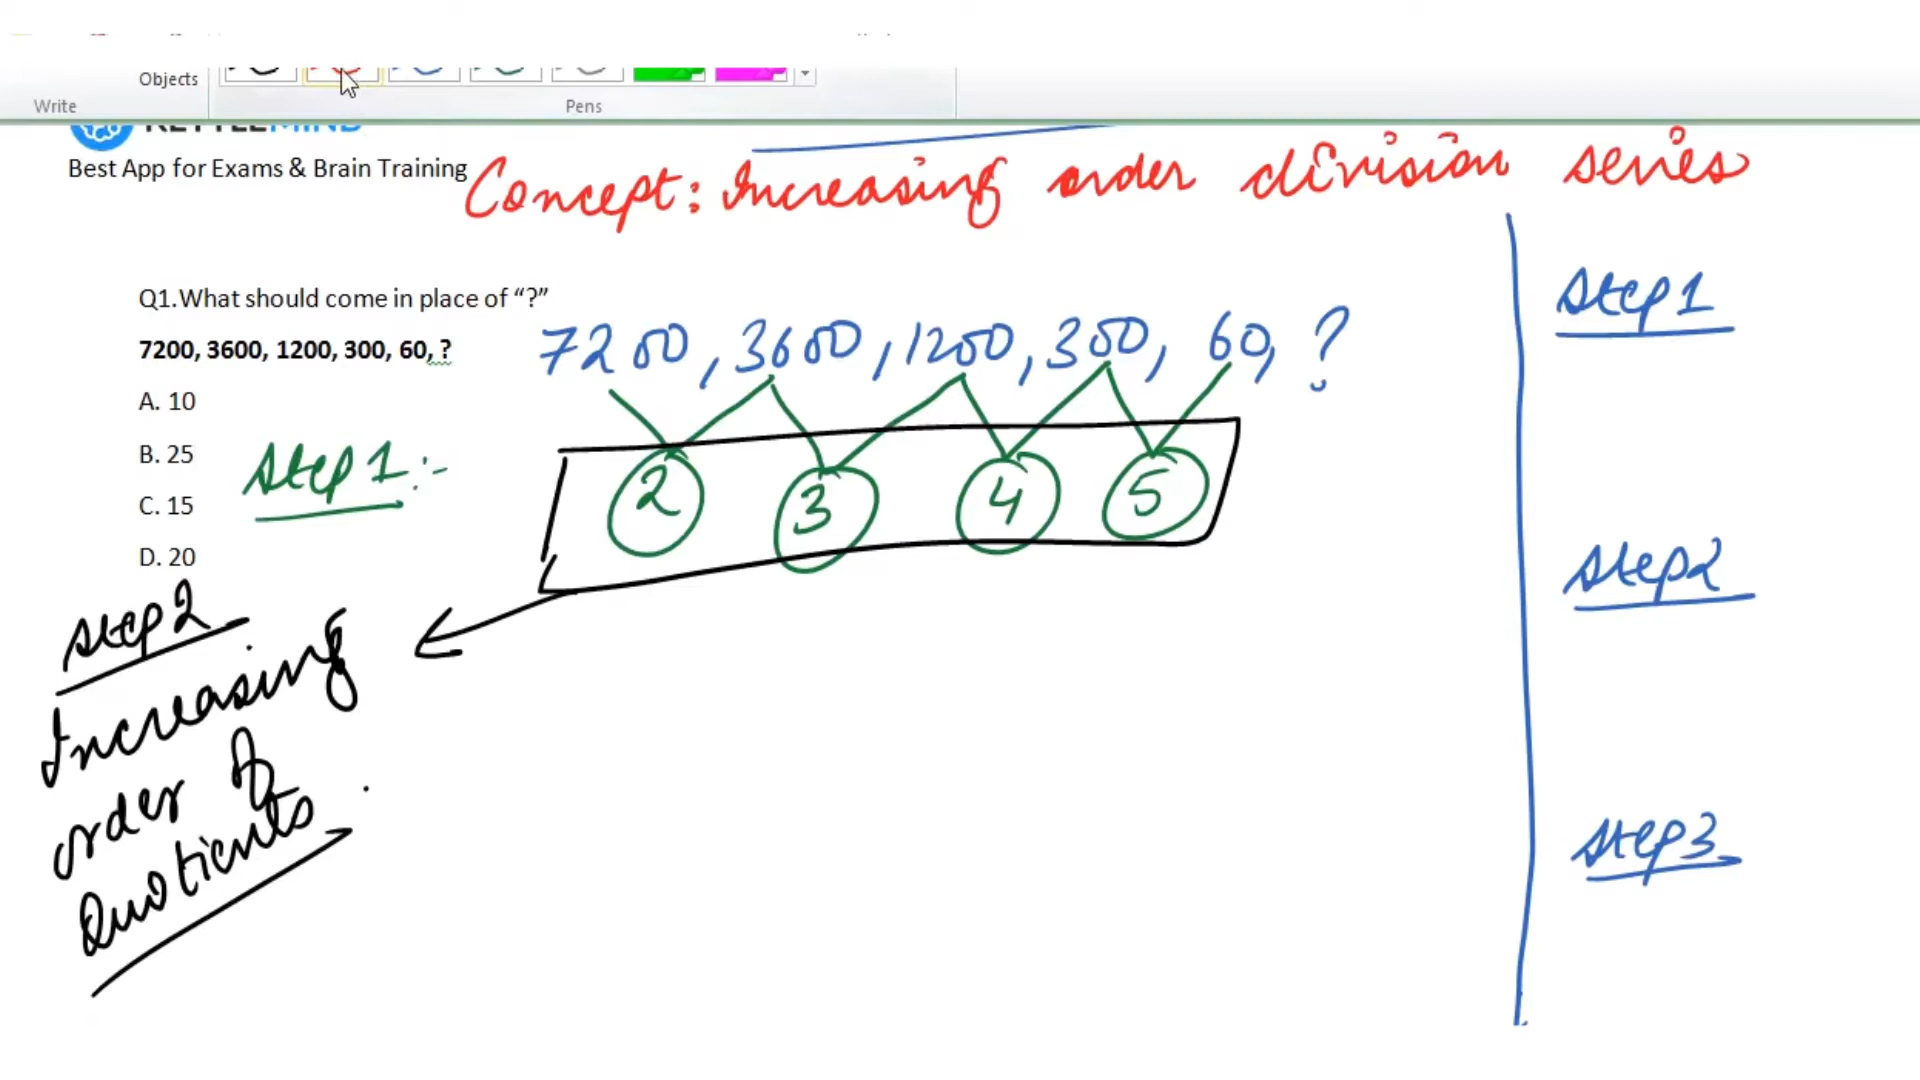 Objects
Write
Pens
KETTLEMIND
Best App for Exams & Brain Training
Concept: Increasing order division series
Q1.What should come in place of “?”
7200, 3600, 1200, 300, 60, ?
A. 10
B. 25
C. 15
D. 20
7200, 3600, 1200, 300, 60, ?
Step 1:-
2 3 4 5
Step 2
Increasing
order of
Quotients
Step 1
Step 2
Step 3